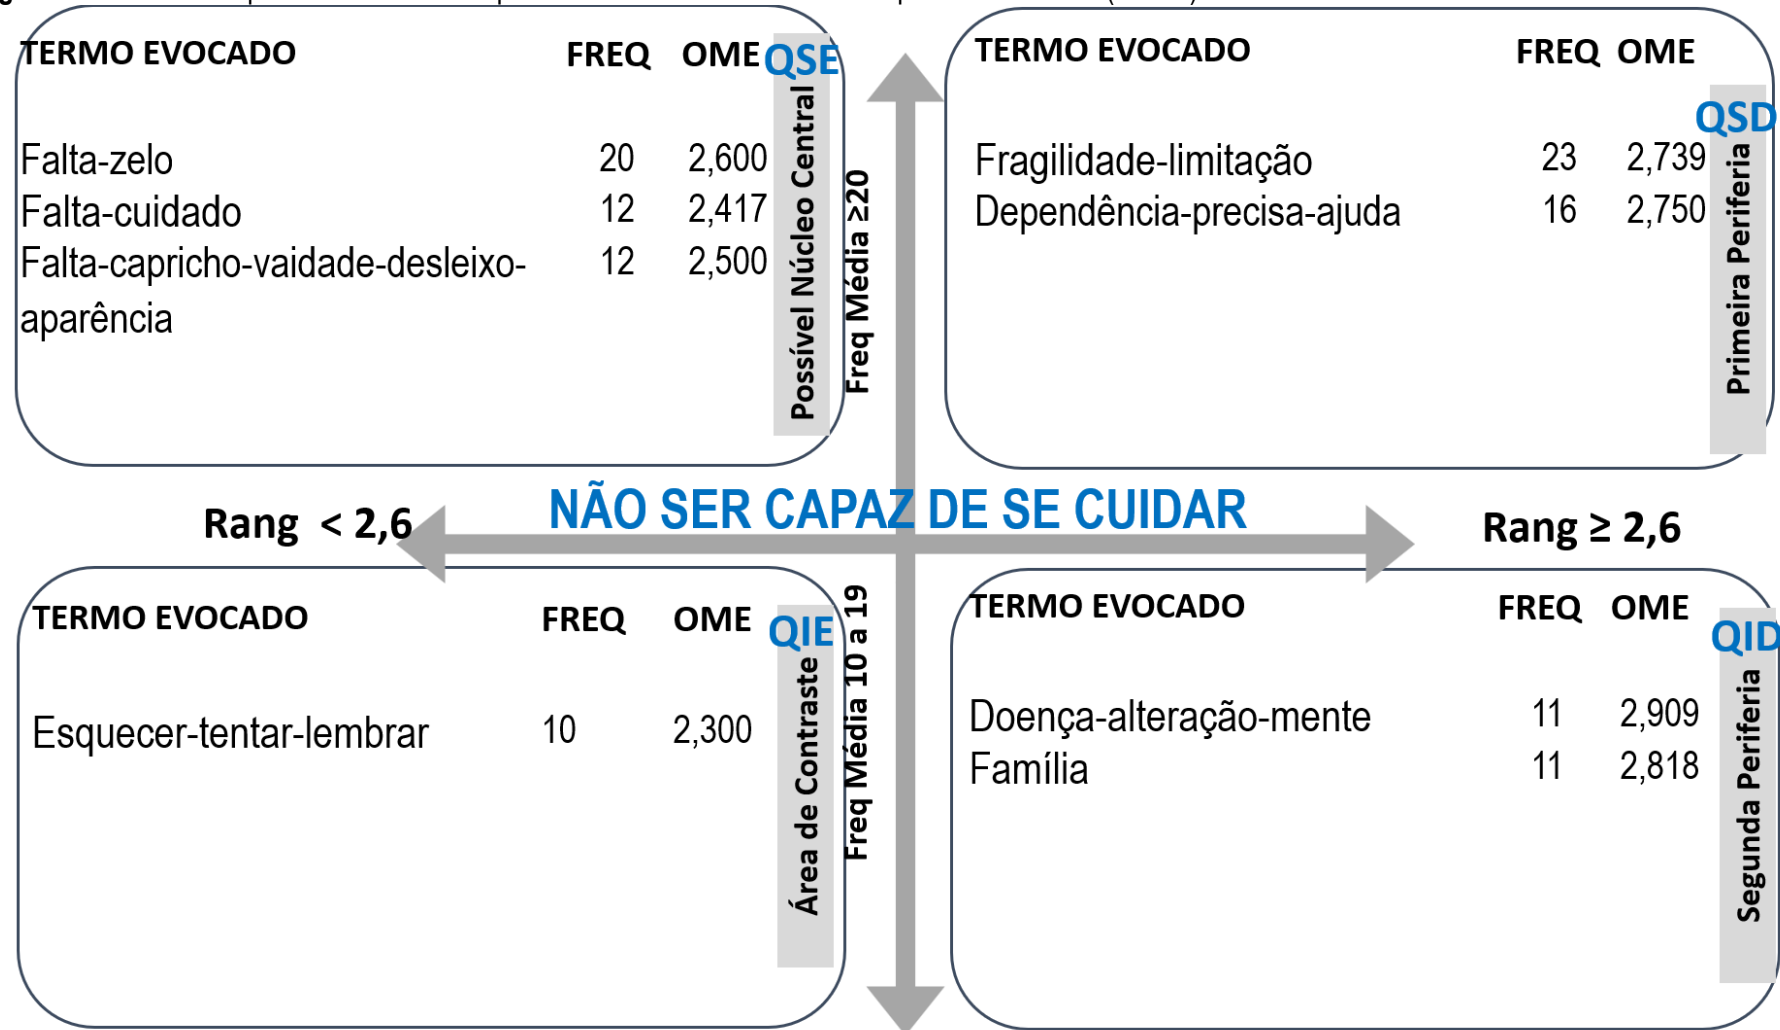 TERMO EVOCADO FREQ OME QSE
Falta-zelo 20 2,600
Falta-cuidado 12 2,417
Falta-capricho-vaidade-desleixo- 12 2,500
aparência
Possível Núcleo Central
Freq Média ≥20
TERMO EVOCADO FREQ OME
QSD
Fragilidade-limitação 23 2,739
Dependência-precisa-ajuda 16 2,750
Primeira Periferia
NÃO SER CAPAZ DE SE CUIDAR
Rang < 2,6
Rang ≥ 2,6
TERMO EVOCADO FREQ OME QIE
Esquecer-tentar-lembrar 10 2,300
Área de Contraste
Freq Média 10 a 19
TERMO EVOCADO FREQ OME
QID
Doença-alteração-mente 11 2,909
Família 11 2,818
Segunda Periferia